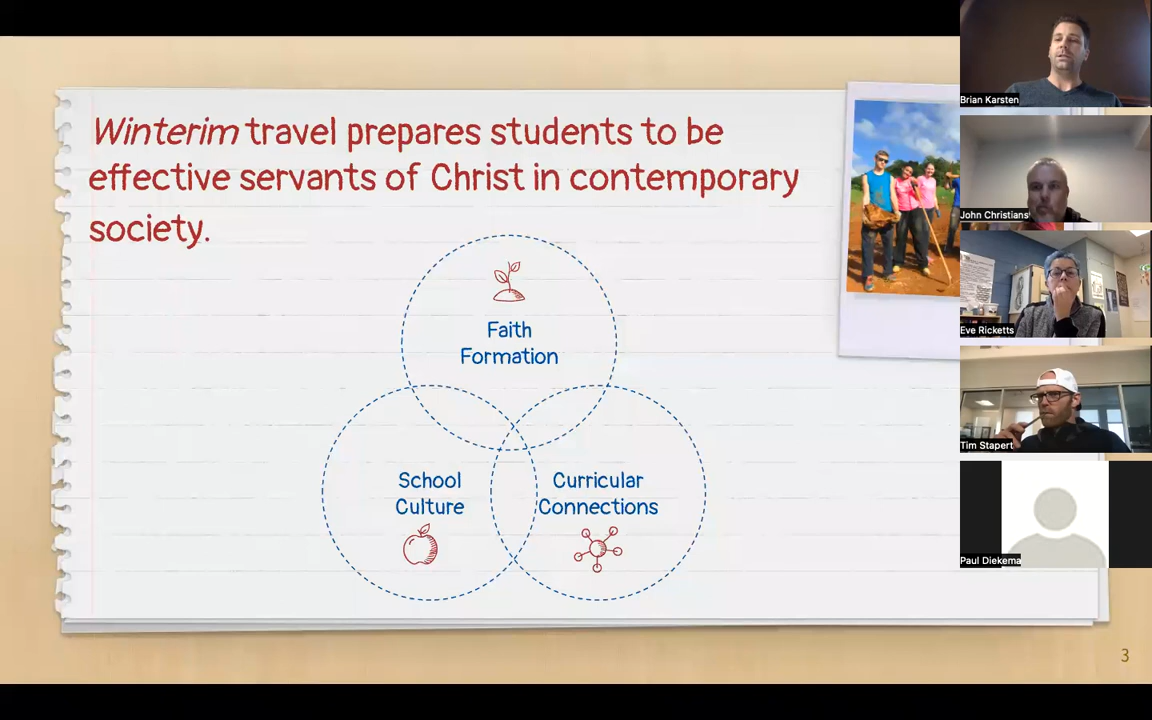 Winterim travel prepares students to be
effective servants of Christ in contemporary
society.
Faith
Formation
School
Culture
Curricular
Connections
3
Brian Karsten
John Christians
Eve Ricketts
Tim Stapert
Paul Diekema